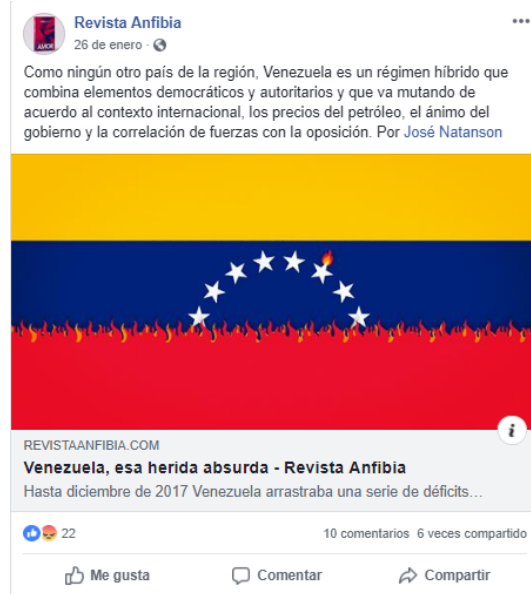 Revista Anfibia
26 de enero ·
Como ningún otro país de la región, Venezuela es un régimen híbrido que
combina elementos democráticos y autoritarios y que va mutando de
acuerdo al contexto internacional, los precios del petróleo, el ánimo del
gobierno y la correlación de fuerzas con la oposición. Por José Natanson
REVISTAANFIBIA.COM
Venezuela, esa herida absurda - Revista Anfibia
Hasta diciembre de 2017 Venezuela arrastraba una serie de déficits…
22
10 comentarios 6 veces compartido
Me gusta
Comentar
Compartir